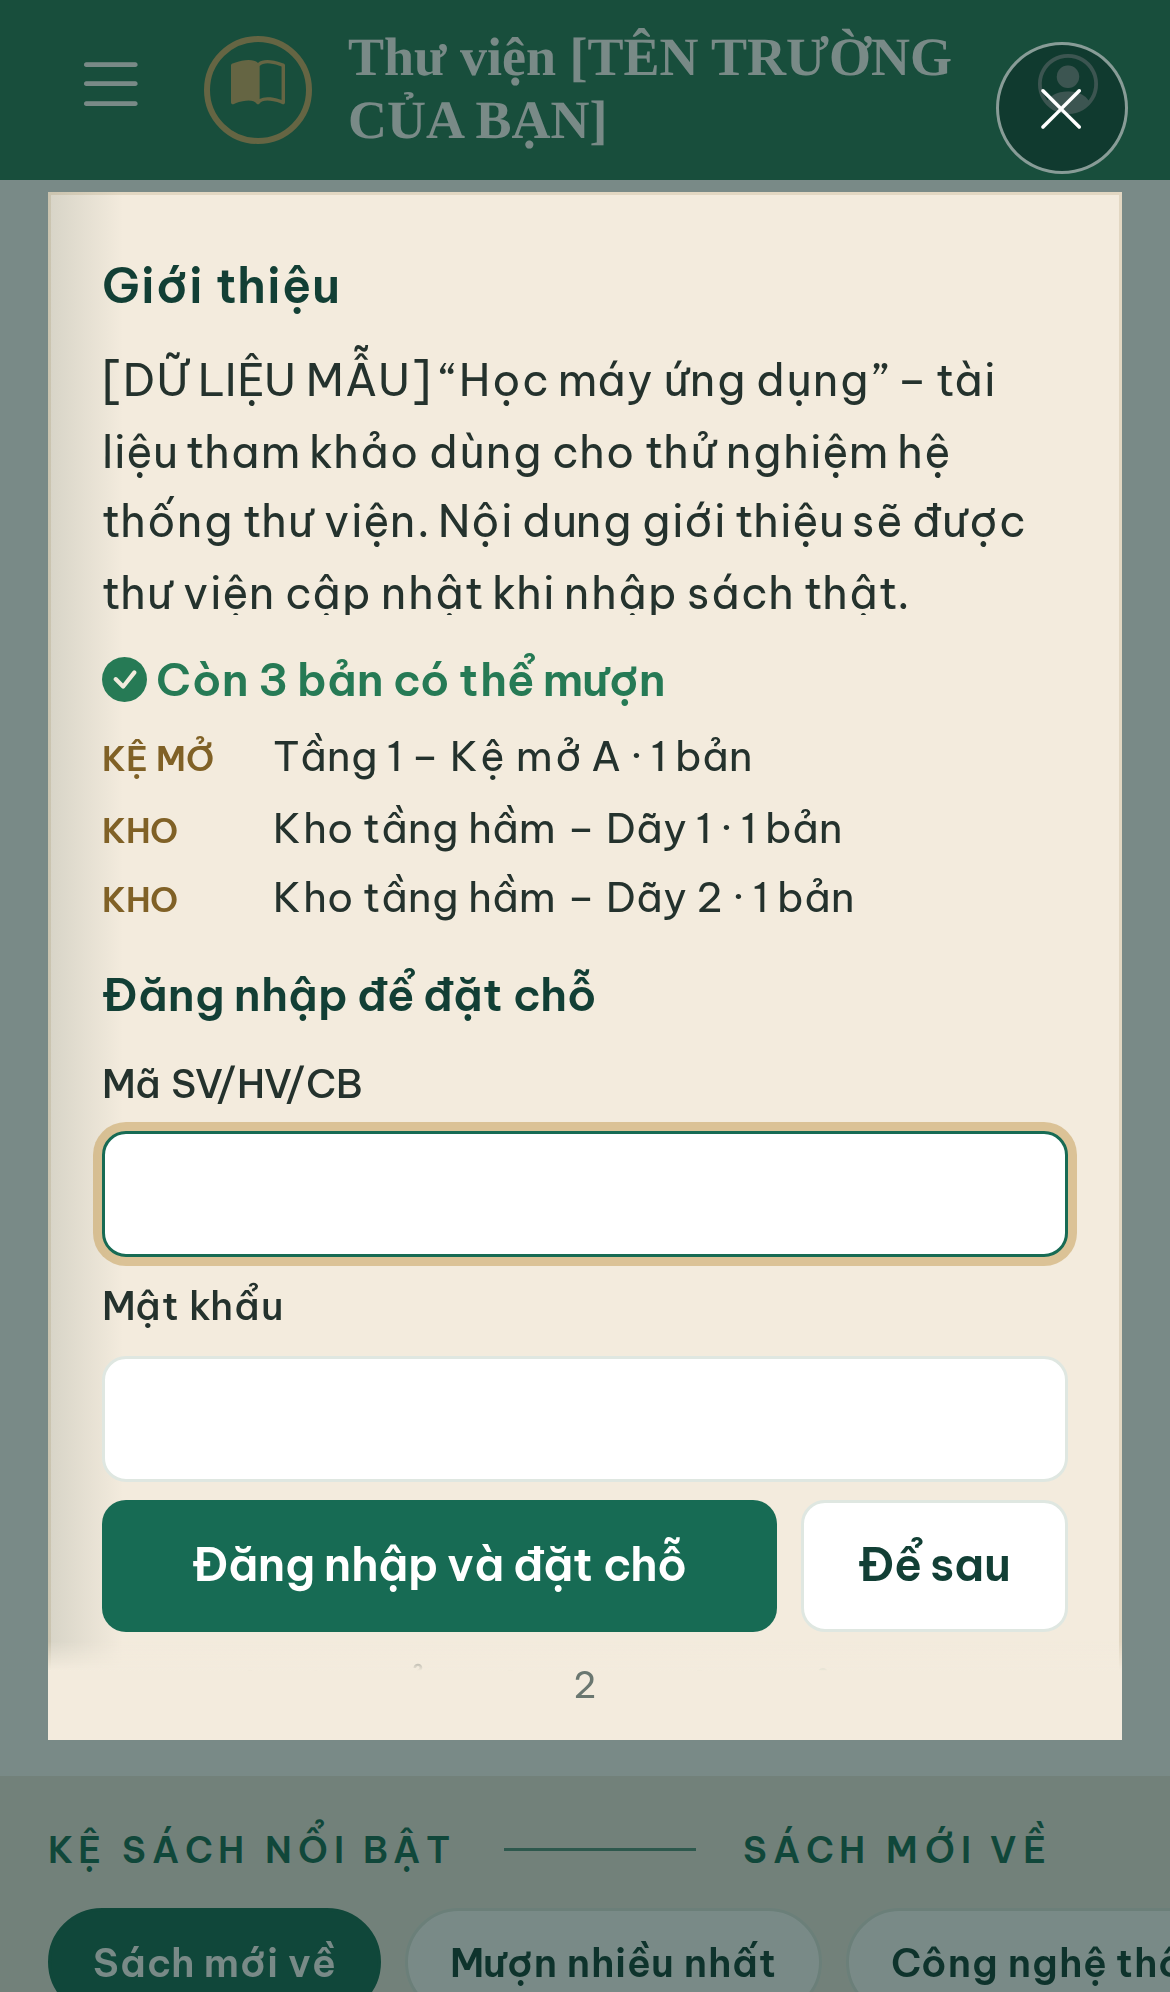 Thư viện [TÊN TRƯỜNG
CỦA BẠN]
Giới thiệu
[DỮ LIỆU MẪU] “Học máy ứng dụng” – tài
liệu tham khảo dùng cho thử nghiệm hệ
thống thư viện. Nội dung giới thiệu sẽ được
thư viện cập nhật khi nhập sách thật.
Còn 3 bản có thể mượn
KỆ MỞ Tầng 1 – Kệ mở A · 1 bản
KHO Kho tầng hầm – Dãy 1 · 1 bản
KHO Kho tầng hầm – Dãy 2 · 1 bản
Đăng nhập để đặt chỗ
Mã SV/HV/CB
Mật khẩu
Đăng nhập và đặt chỗ Để sau
2
KỆ SÁCH NỔI BẬT SÁCH MỚI VỀ
Sách mới về Mượn nhiều nhất Công nghệ